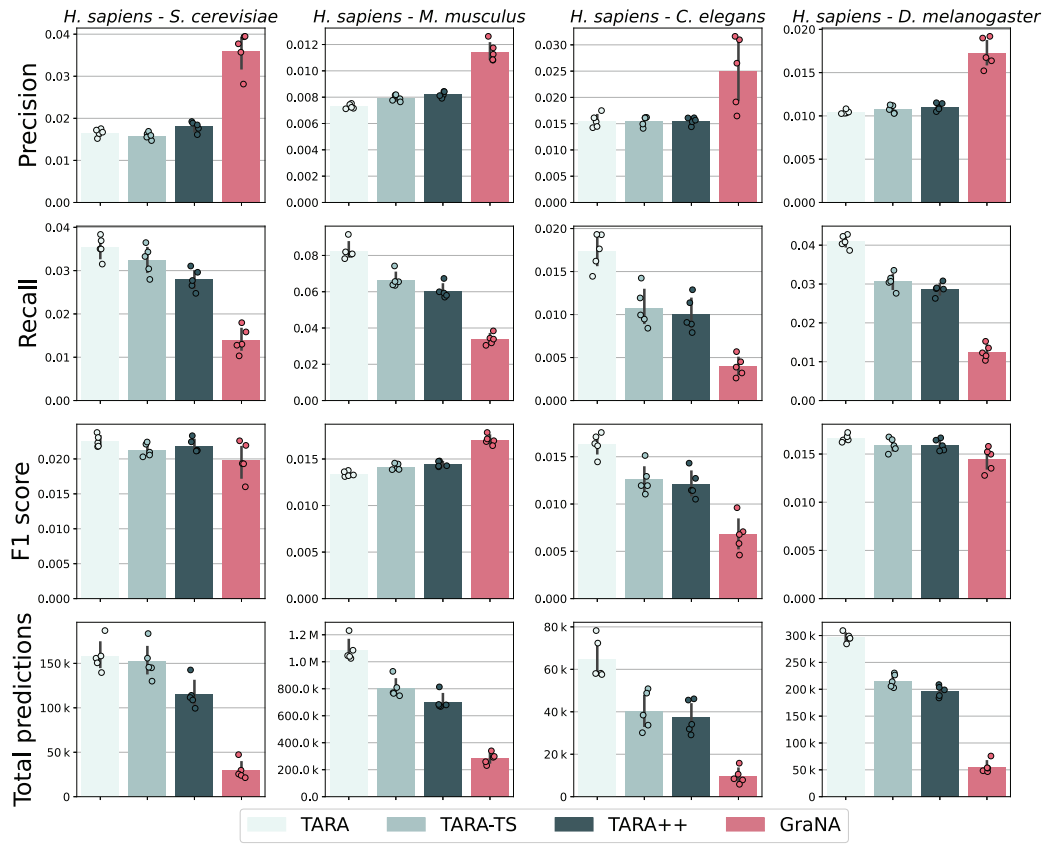 H. sapiens - S. cerevisiae
H. sapiens - M. musculus
H. sapiens - C. elegans
H. sapiens - D. melanogaster
Precision
0.04
0.03
0.02
0.01
0.00
0.012
0.010
0.008
0.006
0.004
0.002
0.000
0.030
0.025
0.020
0.015
0.010
0.005
0.000
0.020
0.015
0.010
0.005
0.000
Recall
0.04
0.03
0.02
0.01
0.00
0.08
0.06
0.04
0.02
0.00
0.020
0.015
0.010
0.005
0.000
0.04
0.03
0.02
0.01
0.00
F1 score
0.020
0.015
0.010
0.005
0.000
0.015
0.010
0.005
0.000
0.015
0.010
0.005
0.000
0.015
0.010
0.005
0.000
Total predictions
150 k
100 k
50 k
0
1.2 M
1.0 M
800.0 k
600.0 k
400.0 k
200.0 k
0.0
80 k
60 k
40 k
20 k
0
300 k
250 k
200 k
150 k
100 k
50 k
0
TARA
TARA-TS
TARA++
GraNA